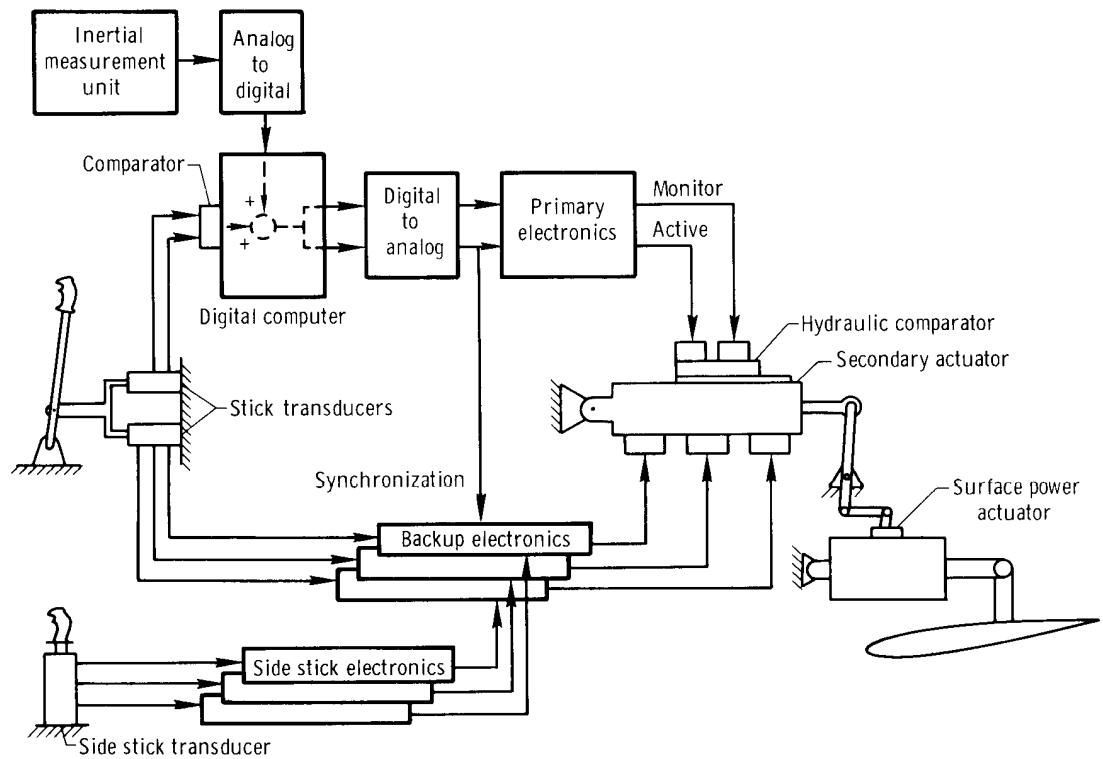 Inertial
measurement
unit
Analog
to
digital
Comparator
+
+
Digital computer
Digital
to
analog
Primary
electronics
Monitor
Active
Hydraulic comparator
Secondary actuator
Stick transducers
Synchronization
Surface power
actuator
Backup electronics
Side stick electronics
Side stick transducer